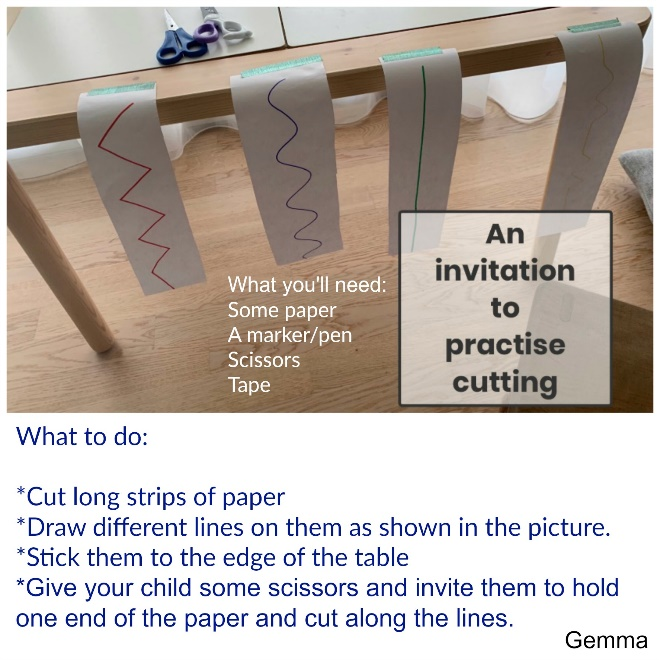 An
invitation
to
practise
cutting
What you'll need:
Some paper
A marker/pen
Scissors
Tape
What to do:
*Cut long strips of paper
*Draw different lines on them as shown in the picture.
*Stick them to the edge of the table
*Give your child some scissors and invite them to hold
one end of the paper and cut along the lines.
Gemma